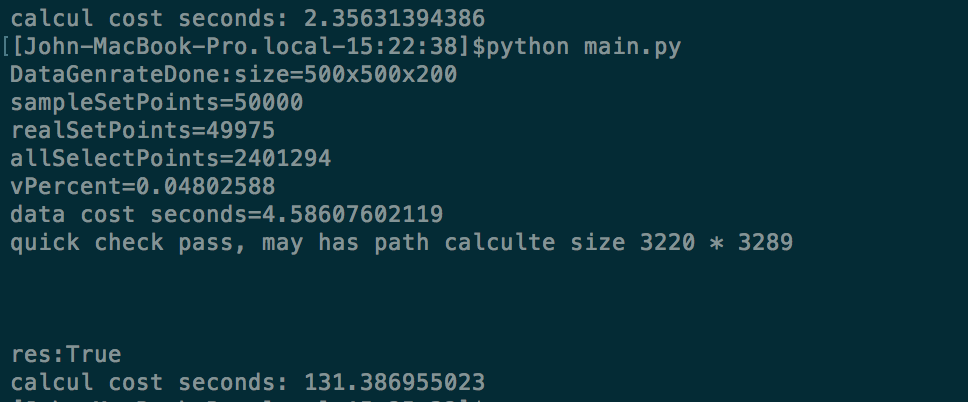 calcul cost seconds: 2.35631394386
[[John-MacBook-Pro.local-15:22:38]$python main.py
DataGenrateDone:size=500x500x200
sampleSetPoints=50000
realSetPoints=49975
allSelectPoints=2401294
vPercent=0.04802588
data cost seconds=4.58607602119
quick check pass, may has path calculte size 3220 * 3289
res:True
calcul cost seconds: 131.386955023